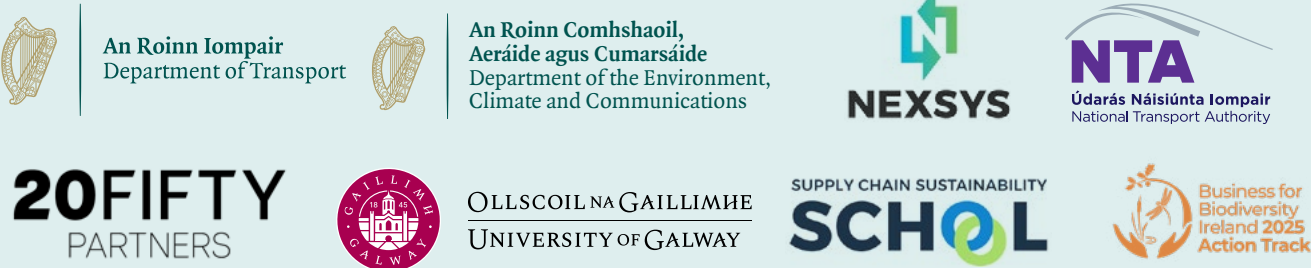 An Roinn Iompair
Department of Transport
An Roinn Comhshaoil,
Aeráide agus Cumarsáide
Department of the Environment,
Climate and Communications
NEXSYS
NTA
Údarás Náisiúnta Iompair
National Transport Authority
20FIFTY
PARTNERS
GAILLIMH
18 45
GALWAY
OLLSCOIL NA GAILLIMHE
UNIVERSITY OF GALWAY
SUPPLY CHAIN SUSTAINABILITY
SCHOOL
Business for
Biodiversity
Ireland 2025
Action Track